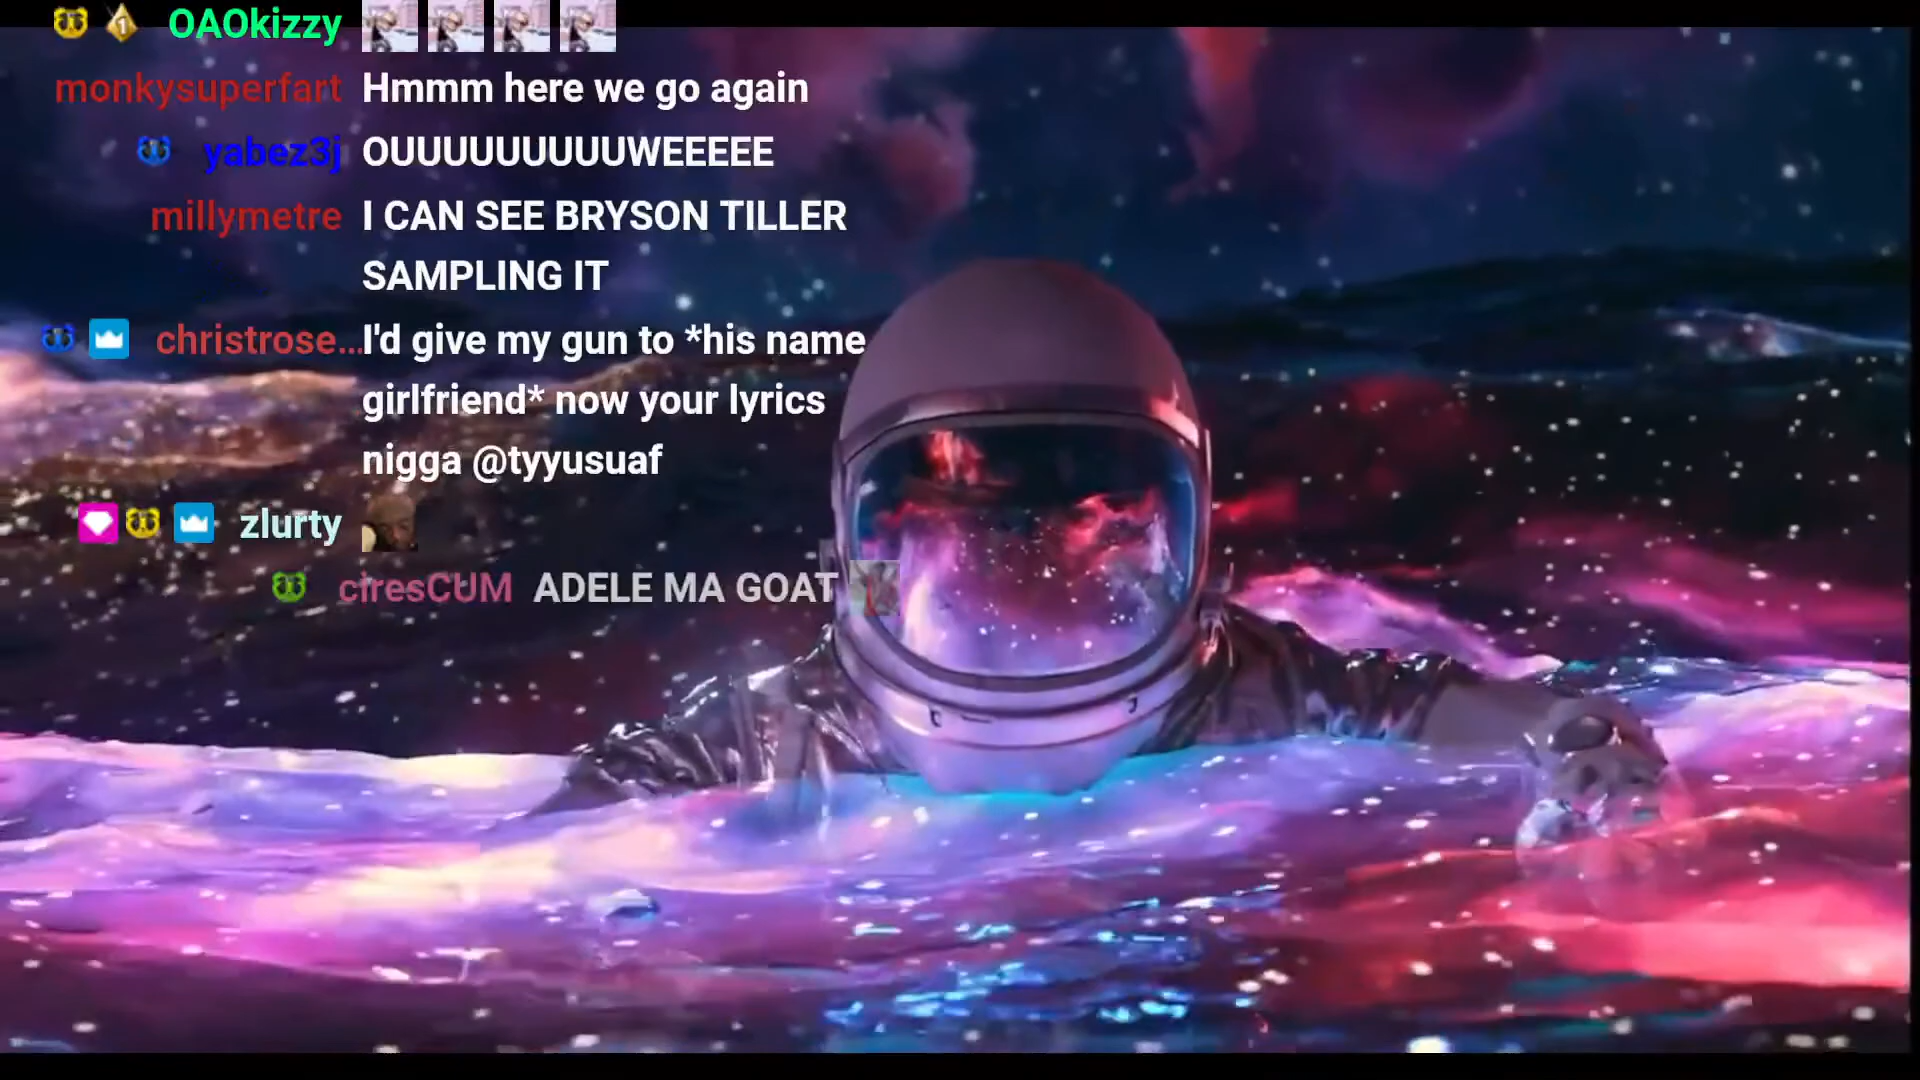 OAOkizzy
monkysuperfart Hmmm here we go again
yabez3j OUUUUUUUUUWEEEEE
millymetre I CAN SEE BRYSON TILLER
SAMPLING IT
christrose... I'd give my gun to *his name
girlfriend* now your lyrics
nigga @tyyusuaf
zlurty
ciresCUM ADELE MA GOAT